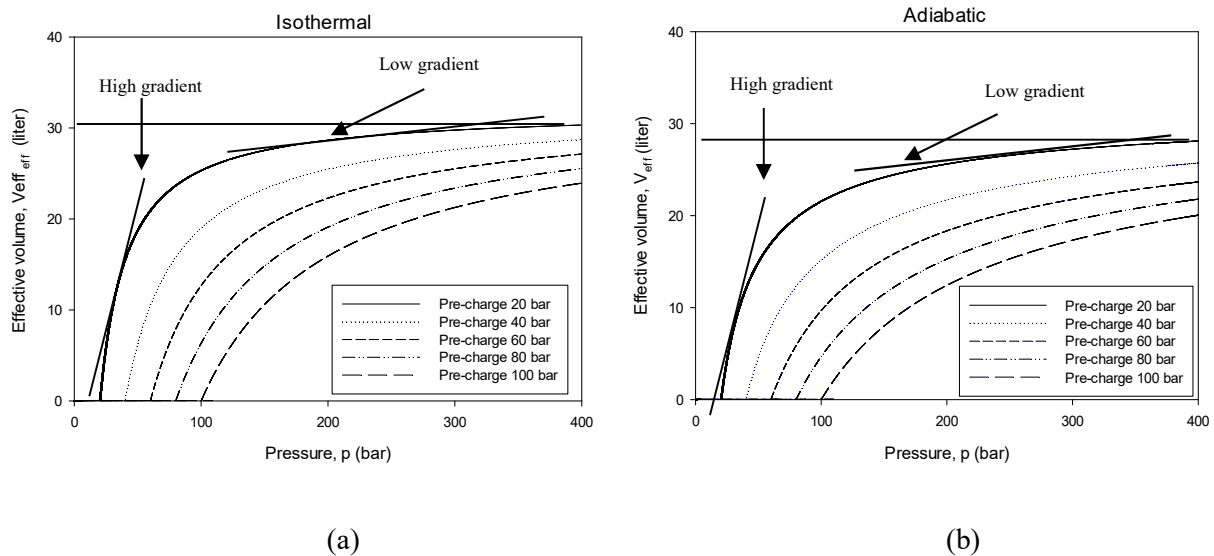 Isothermal
40
30
20
10
0
0
100
200
300
400
Effective volume, Veff eff (liter)
Pressure, p (bar)
High gradient
Low gradient
Pre-charge 20 bar
Pre-charge 40 bar
Pre-charge 60 bar
Pre-charge 80 bar
Pre-charge 100 bar
(a)
Adiabatic
40
30
20
10
0
0
100
200
300
400
Effective volume, Veff (liter)
Pressure, p (bar)
High gradient
Low gradient
Pre-charge 20 bar
Pre-charge 40 bar
Pre-charge 60 bar
Pre-charge 80 bar
Pre-charge 100 bar
(b)